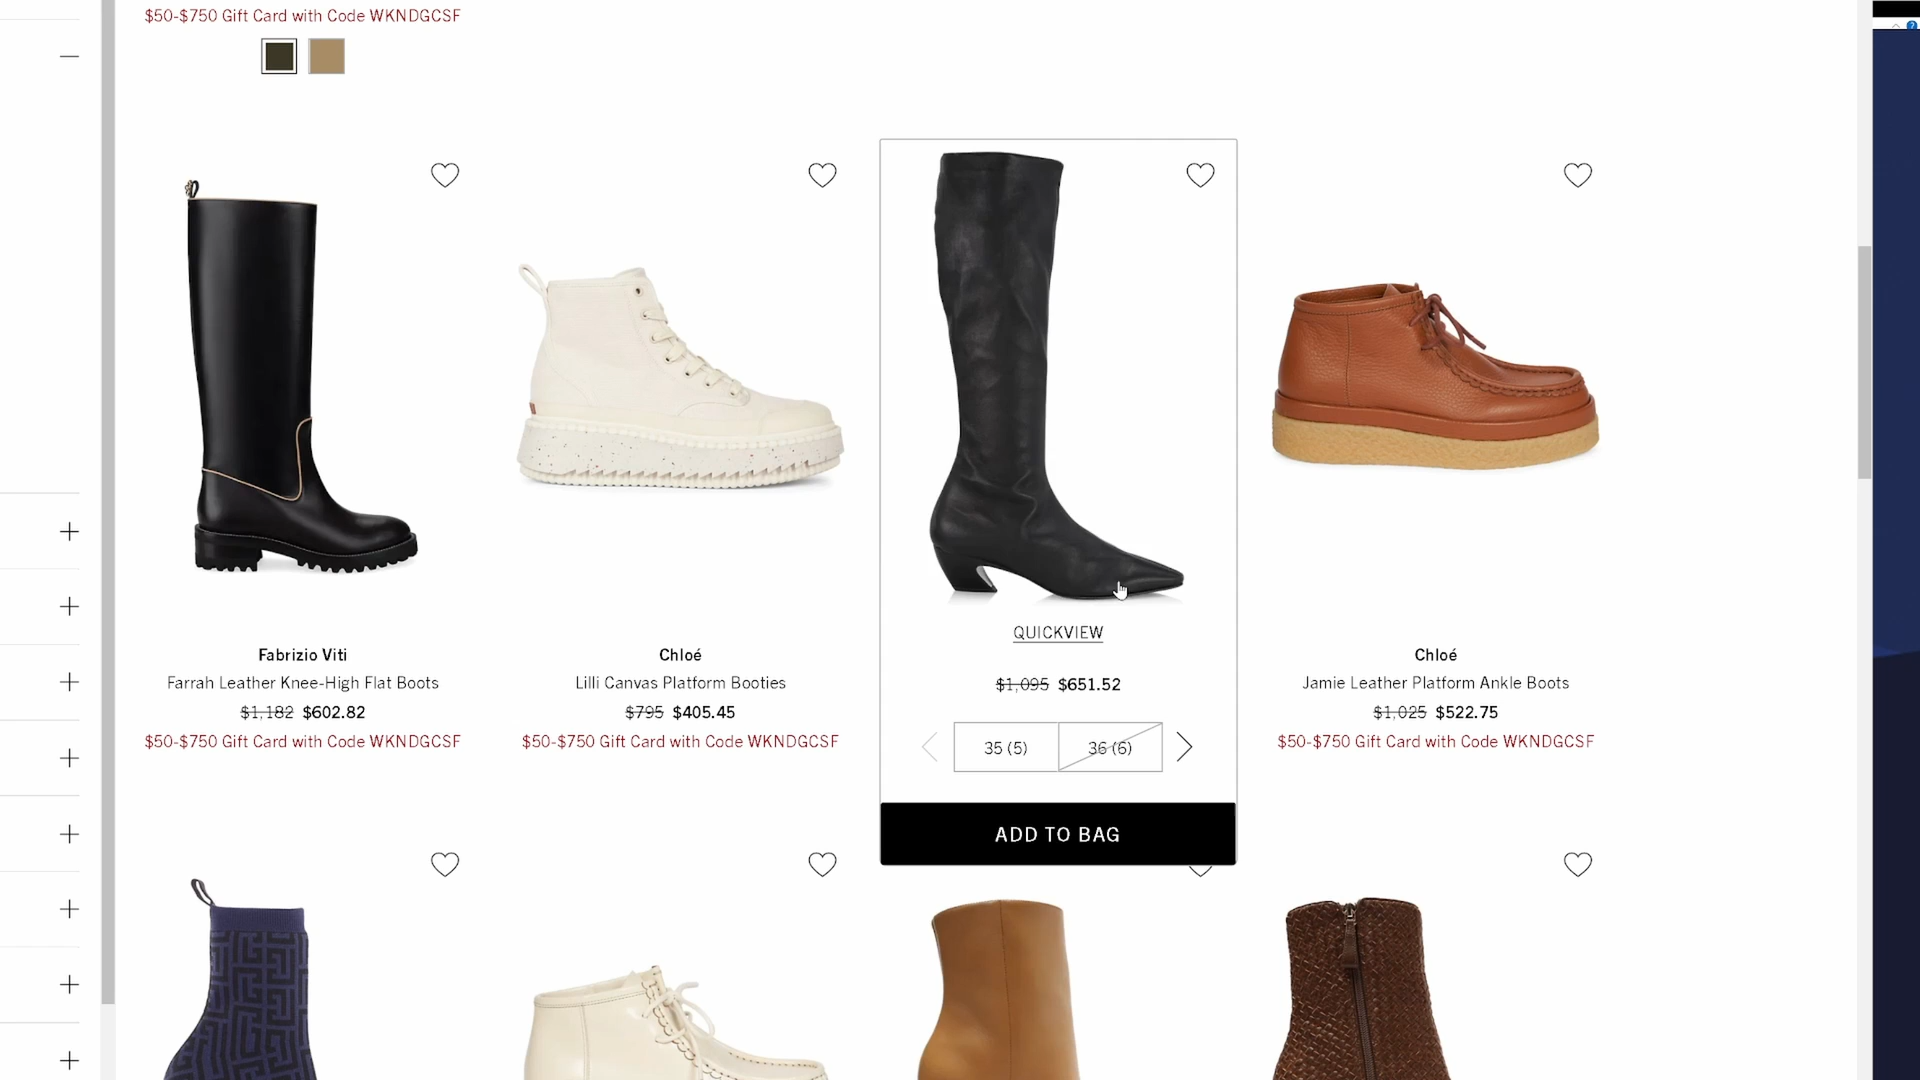 $50-$750 Gift Card with Code WKNDGCSF
QUICKVIEW
Fabrizio Viti
Farrah Leather Knee-High Flat Boots
$1,182 $602.82
$50-$750 Gift Card with Code WKNDGCSF
Chloé
Lilli Canvas Platform Booties
$795 $405.45
$50-$750 Gift Card with Code WKNDGCSF
$1,095 $651.52
35 (5)
36 (6)
ADD TO BAG
Chloé
Jamie Leather Platform Ankle Boots
$1,025 $522.75
$50-$750 Gift Card with Code WKNDGCSF